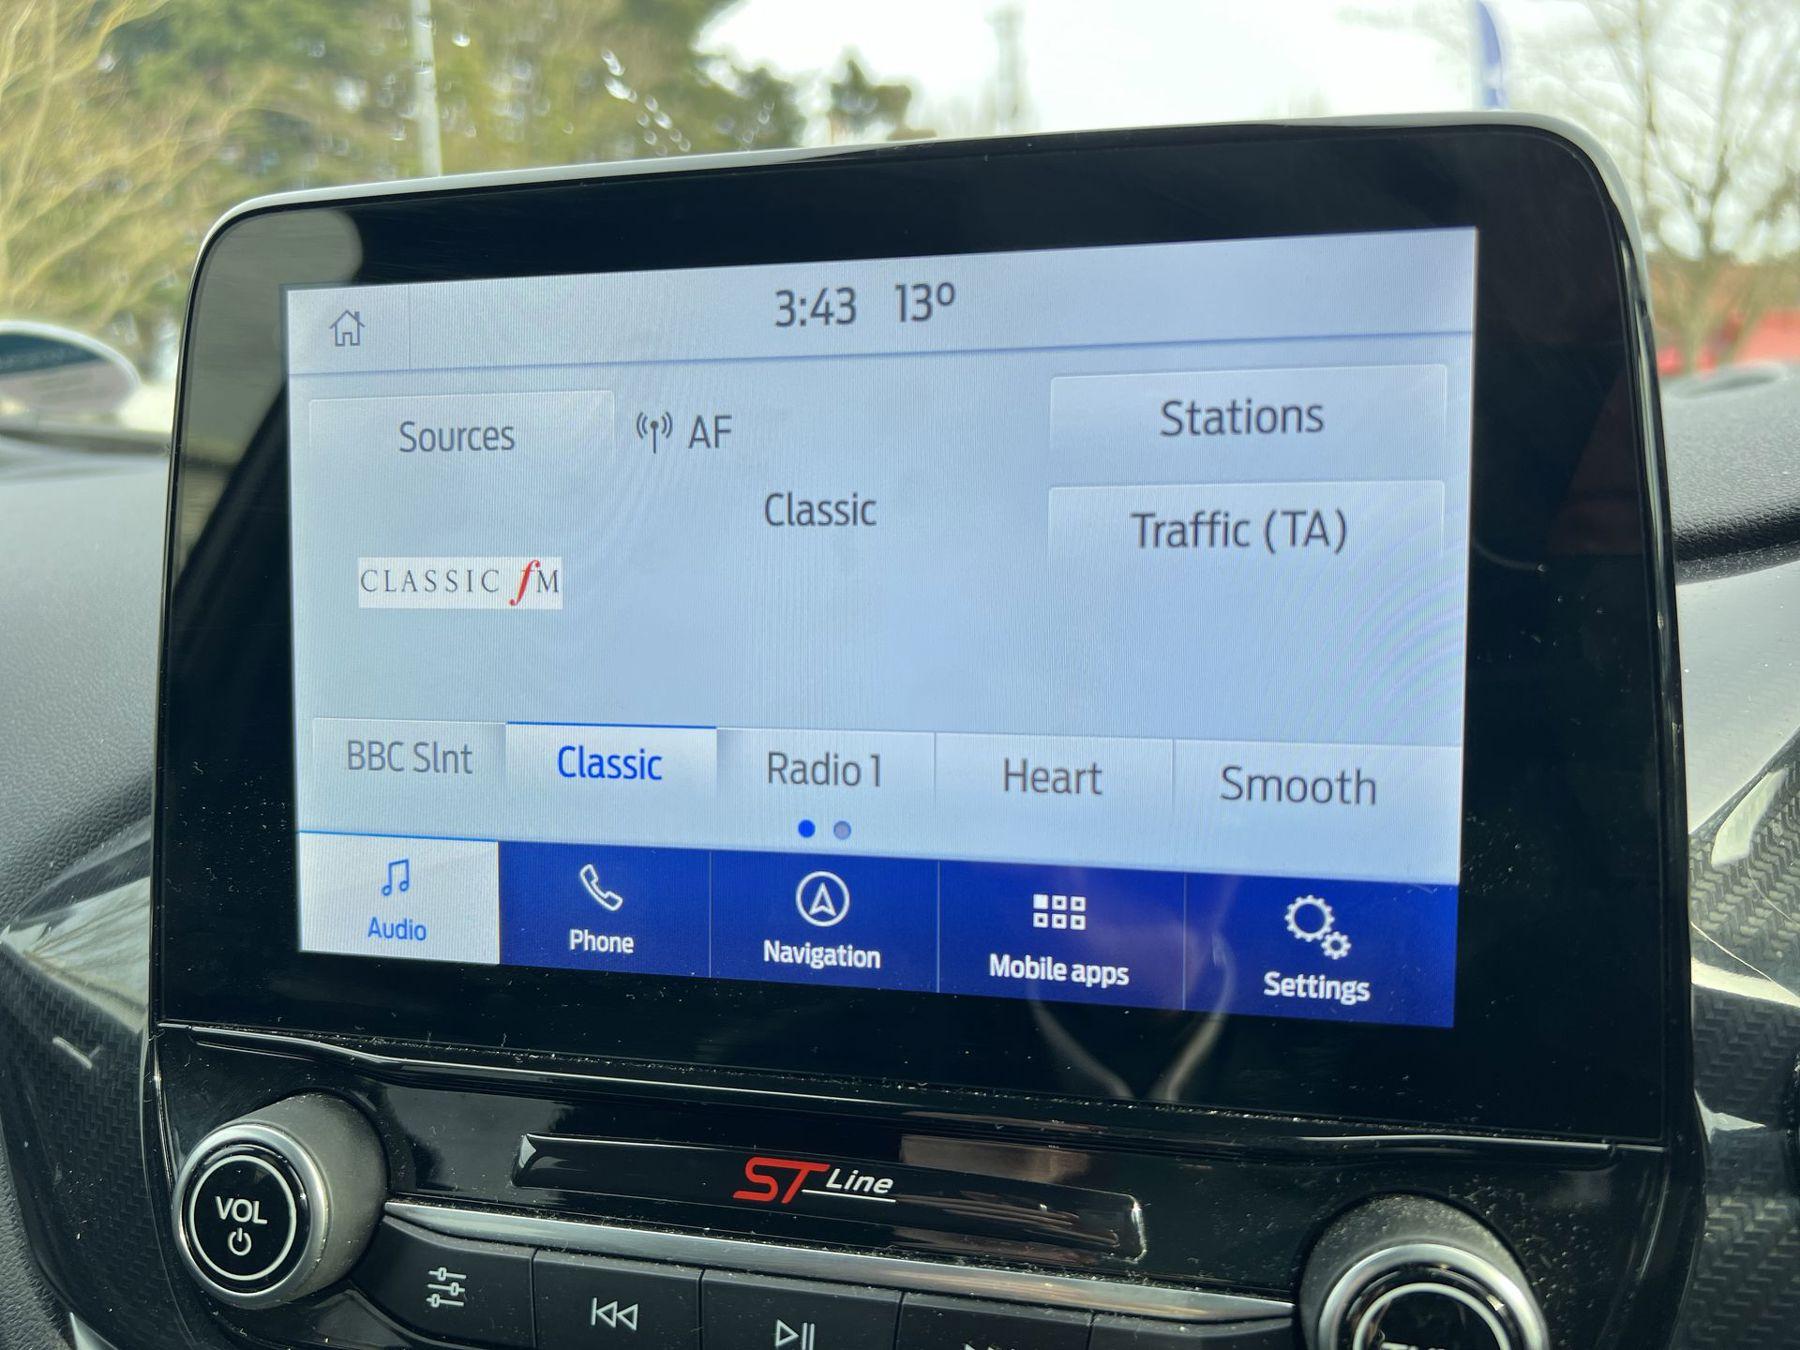 3:43 13º
Sources
AF
Stations
Classic
Traffic (TA)
CLASSIC fM
BBC Slnt
Classic
Radio 1
Heart
Smooth
Audio
Phone
Navigation
Mobile apps
Settings
ST Line
VOL